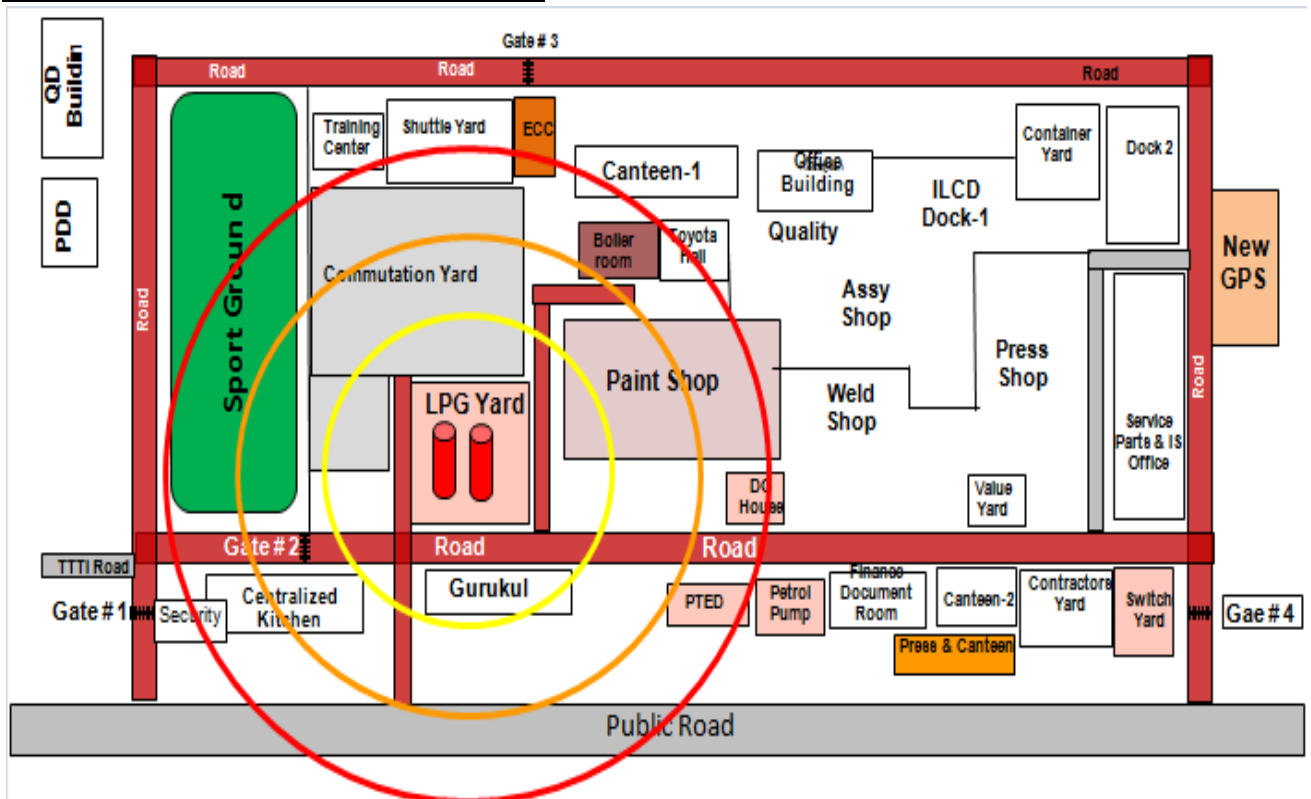 Gate # 3
QD
Buildin
Road
Road
Road
Training
Center
Shuttle Yard
ECC
Canteen-1
Office
Building
Container
Yard
Dock 2
ILCD
Dock-1
PDD
Sport Groun d
Commutation Yard
Boiler
room
Toyota
Hall
Quality
New
GPS
Assy
Shop
Road
Press
Shop
Road
LPG Yard
Paint Shop
Weld
Shop
Service
Parts & IS
Office
DG
House
Value
Yard
Gate # 2
Road
Road
TTTI Road
Gate # 1
Security
Centralized
Kitchen
Gurukul
PTED
Petrol
Pump
Finance
Document
Room
Canteen-2
Contractors
Yard
Switch
Yard
Gae # 4
Press & Canteen
Public Road